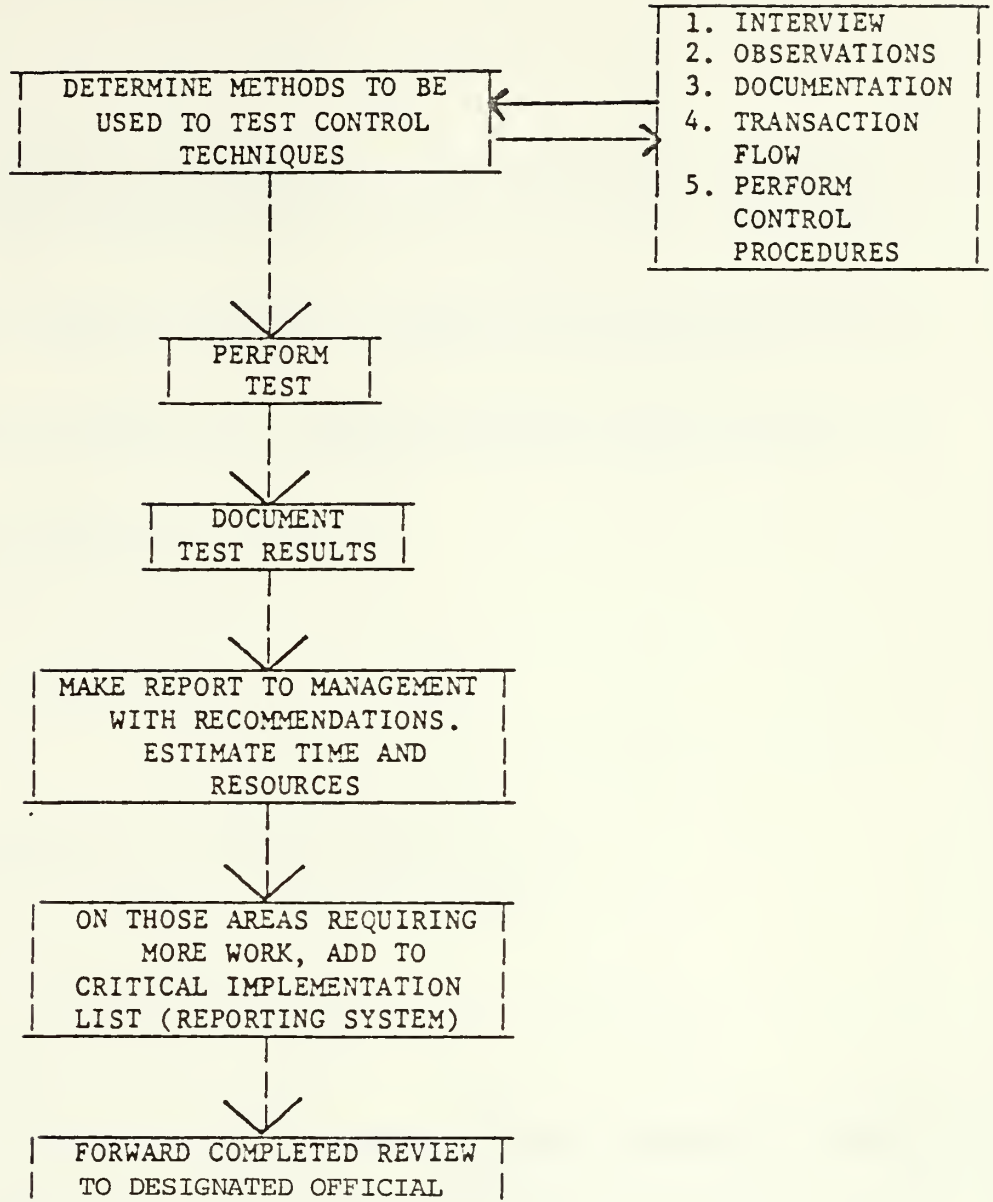 1. INTERVIEW
2. OBSERVATIONS
3. DOCUMENTATION
4. TRANSACTION
FLOW
5. PERFORM
CONTROL
PROCEDURES
DETERMINE METHODS TO BE
USED TO TEST CONTROL
TECHNIQUES
PERFORM
TEST
DOCUMENT
TEST RESULTS
MAKE REPORT TO MANAGEMENT
WITH RECOMMENDATIONS.
ESTIMATE TIME AND
RESOURCES
ON THOSE AREAS REQUIRING
MORE WORK, ADD TO
CRITICAL IMPLEMENTATION
LIST (REPORTING SYSTEM)
FORWARD COMPLETED REVIEW
TO DESIGNATED OFFICIAL